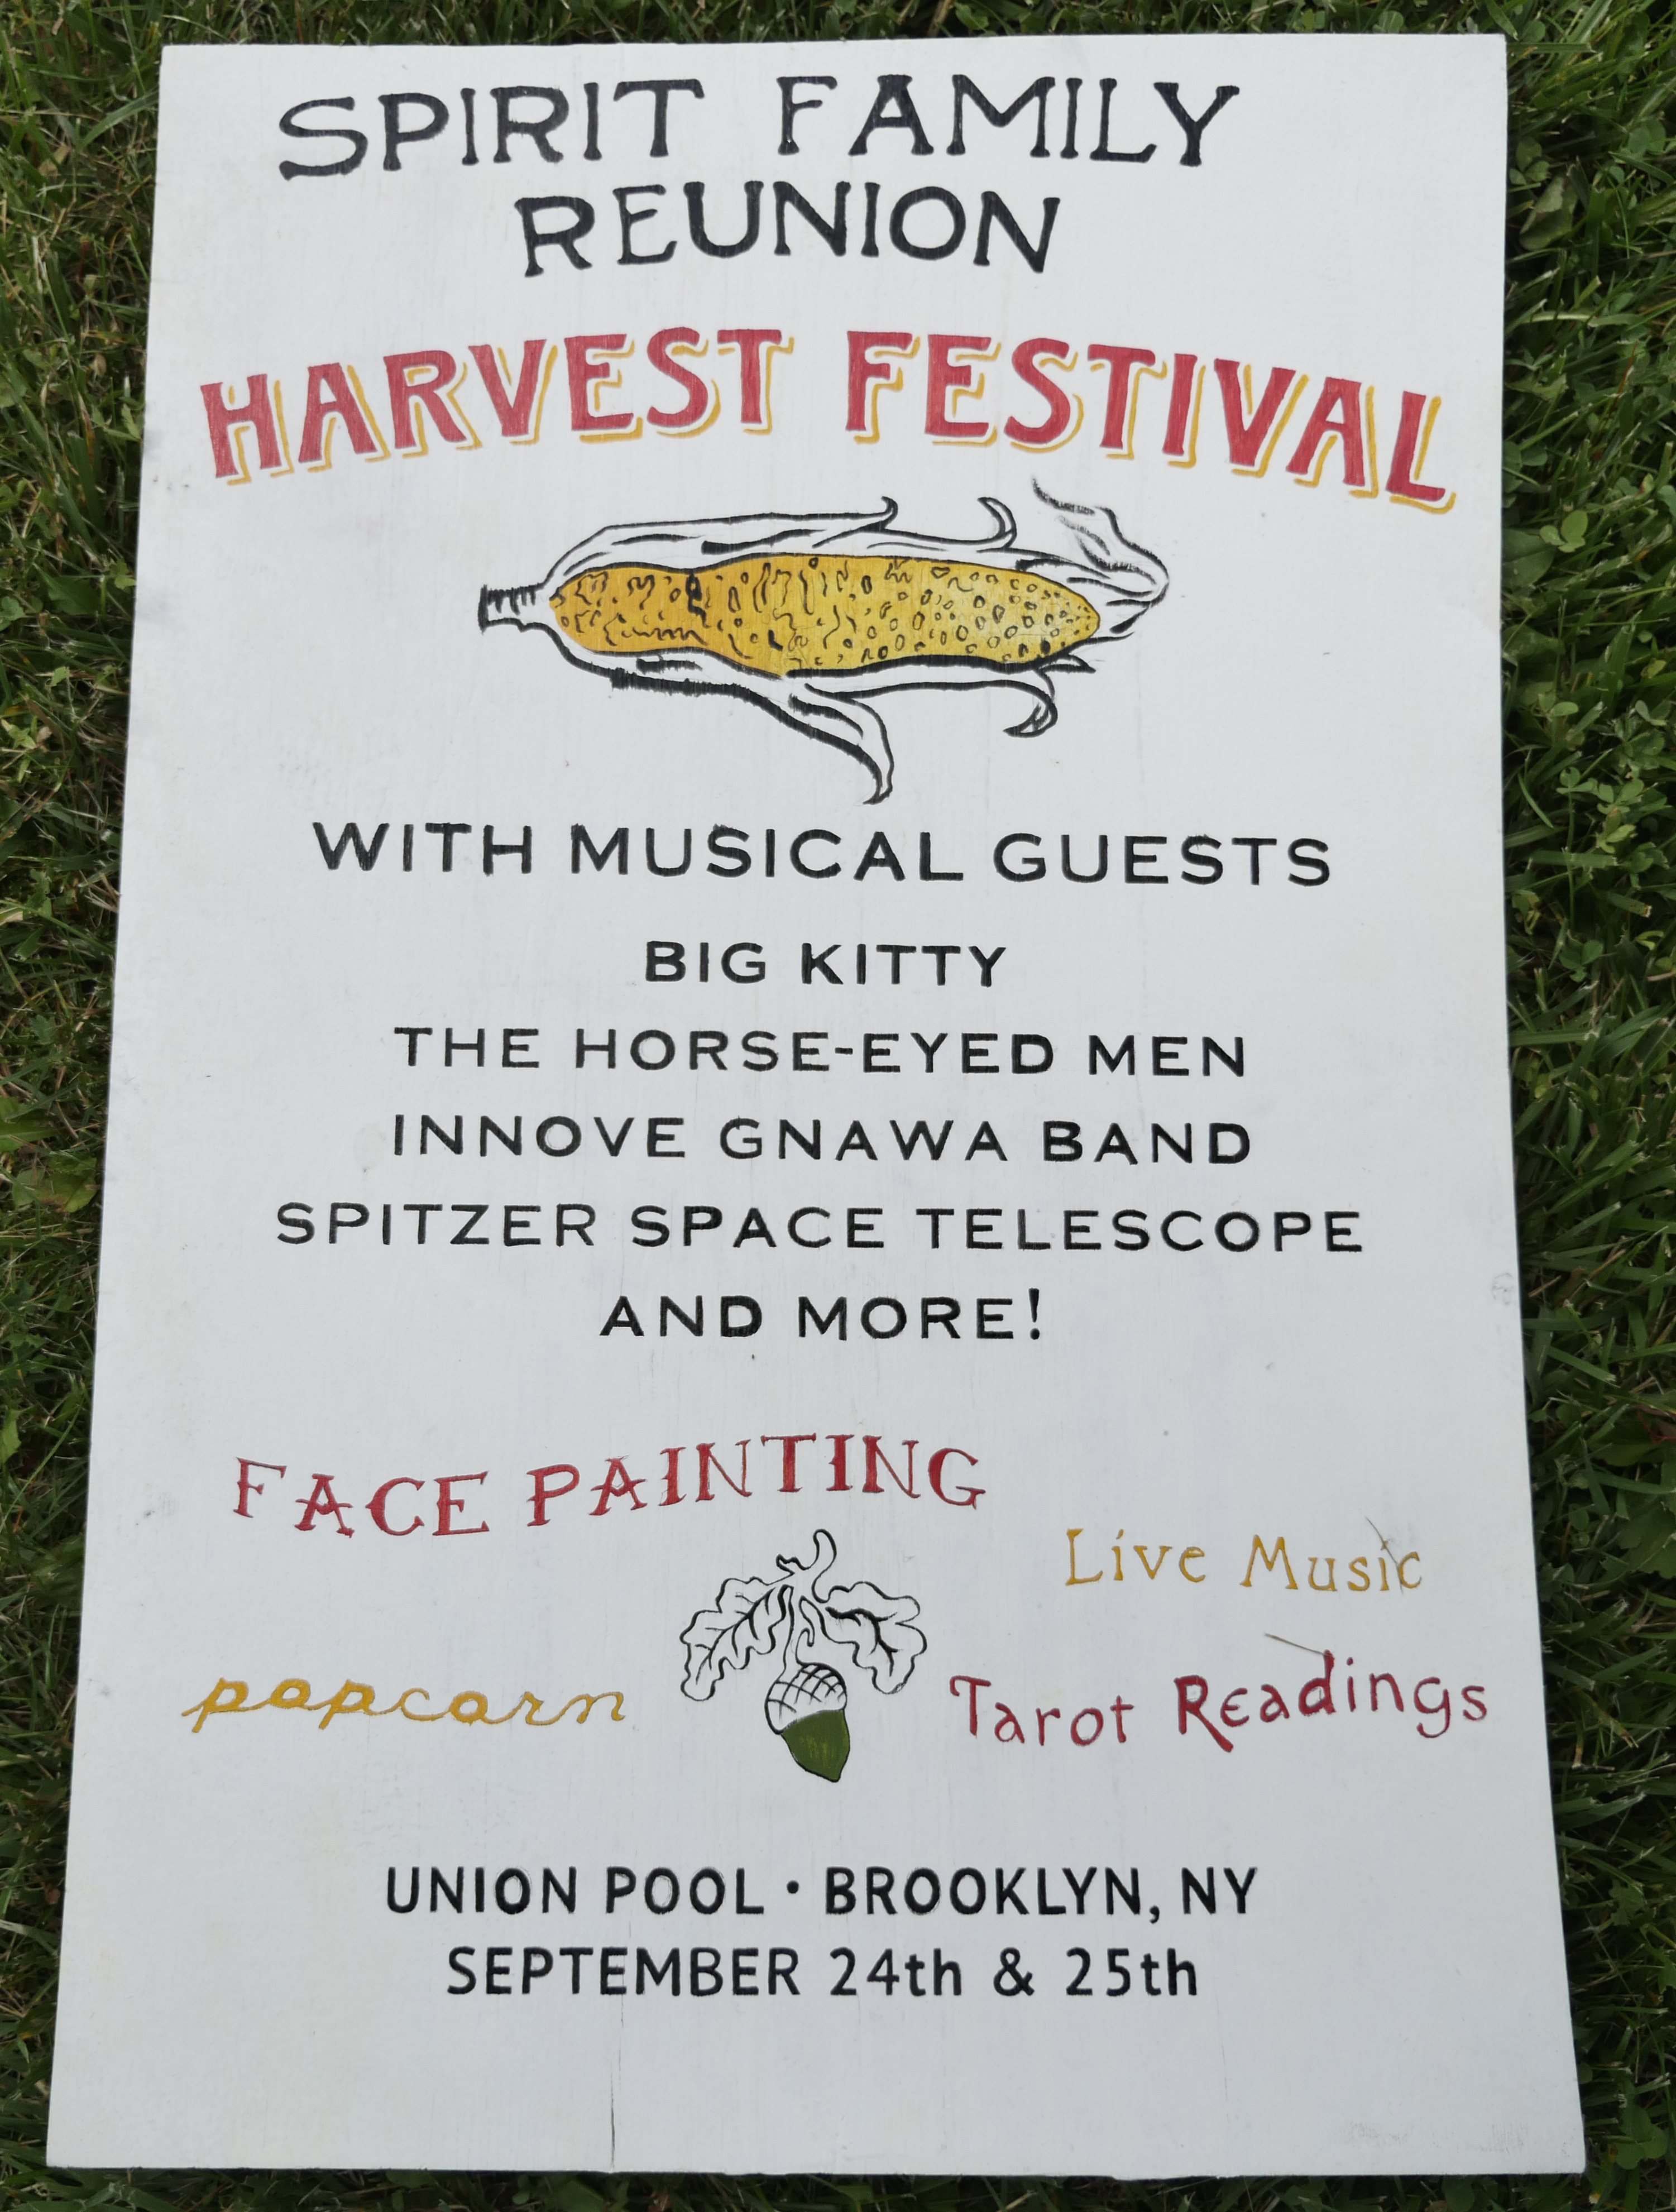 SPIRIT FAMILY
REUNION
HARVEST FESTIVAL
WITH MUSICAL GUESTS
BIG KITTY
THE HORSE-EYED MEN
INNOVE GNAWA BAND
SPITZER SPACE TELESCOPE
AND MORE!
FACE PAINTING
Live Music
popcorn
Tarot Readings
UNION POOL • BROOKLYN, NY
SEPTEMBER 24th & 25th